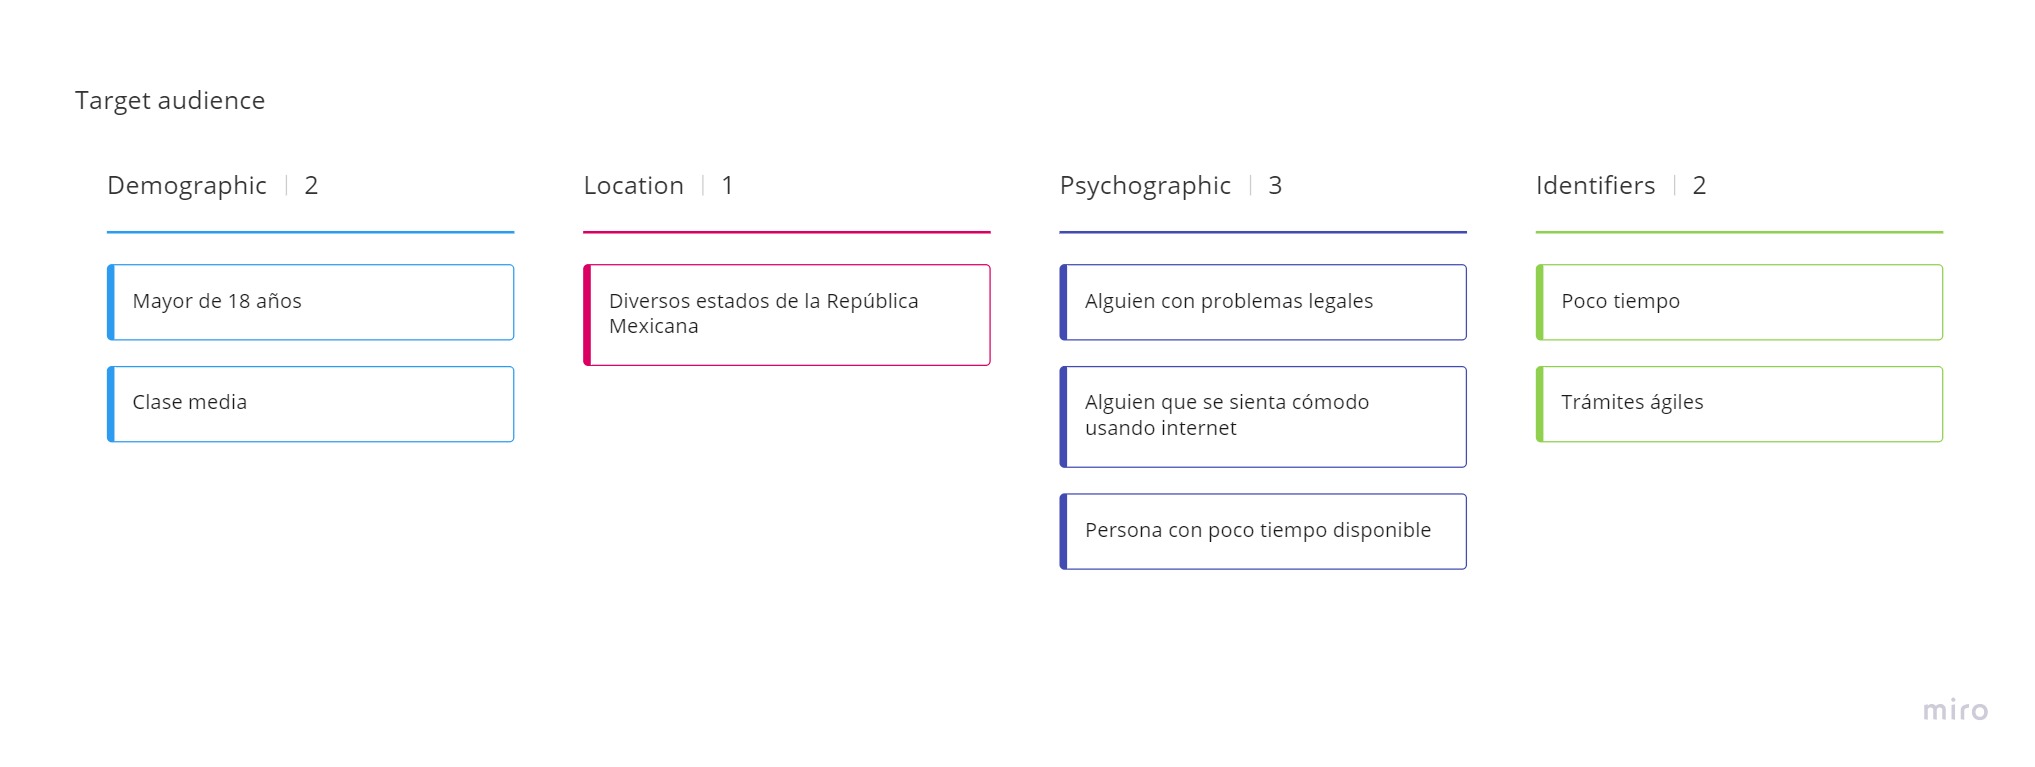 Target audience
Demographic | 2
Mayor de 18 años
Clase media
Location | 1
Diversos estados de la República
Mexicana
Psychographic | 3
Alguien con problemas legales
Alguien que se sienta cómodo
usando internet
Persona con poco tiempo disponible
Identifiers | 2
Poco tiempo
Trámites ágiles
miro